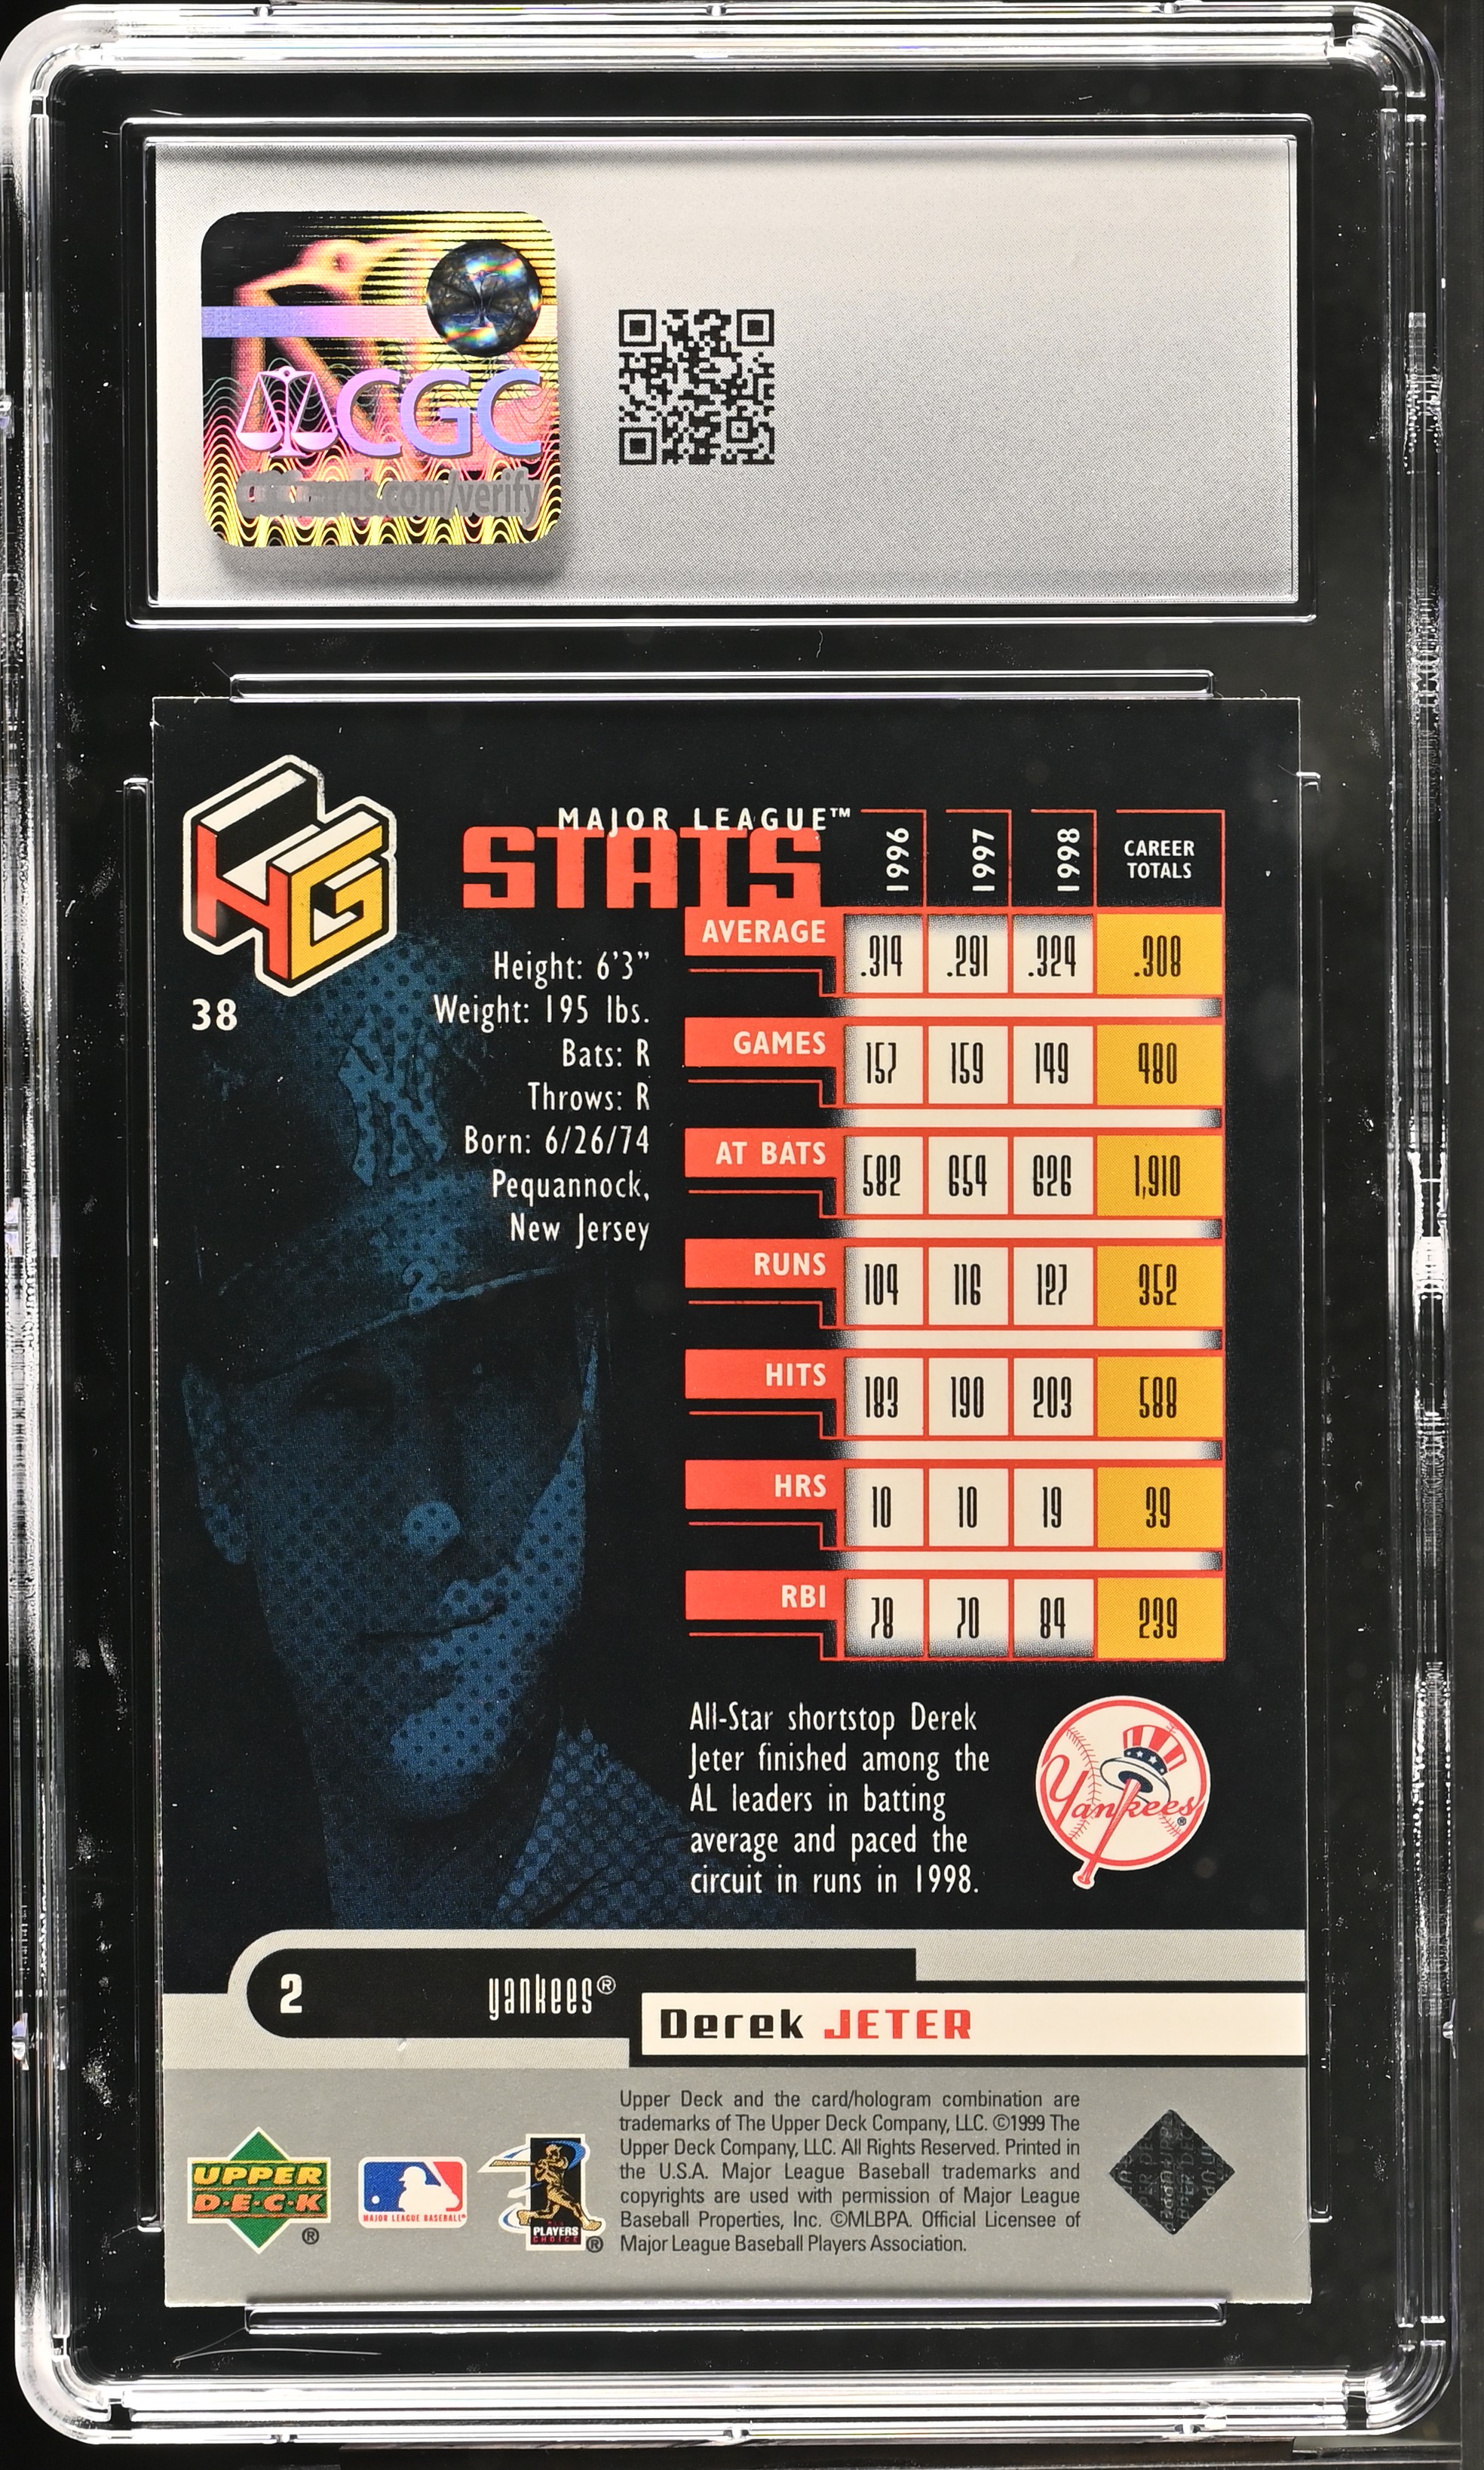 CGC
CGCcards.com/verify
HG
38
MAJOR LEAGUE™
STATS
1996 1997 1998 CAREER TOTALS
AVERAGE .314 .291 .324 .308
GAMES 157 159 149 480
AT BATS 582 654 626 1,910
RUNS 104 116 127 352
HITS 183 190 203 588
HRS 10 10 19 39
RBI 78 70 84 239
Height: 6'3"
Weight: 195 lbs.
Bats: R
Throws: R
Born: 6/26/74
Pequannock,
New Jersey
All-Star shortstop Derek
Jeter finished among the
AL leaders in batting
average and paced the
circuit in runs in 1998.
Yankees®
2 yankees®
Derek JETER
UPPER
D·E·C·K
®
MAJOR LEAGUE BASEBALL®
PLAYERS
CHOICE
®
Upper Deck and the card/hologram combination are
trademarks of The Upper Deck Company, LLC. ©1999 The
Upper Deck Company, LLC. All Rights Reserved. Printed in
the U.S.A. Major League Baseball trademarks and
copyrights are used with permission of Major League
Baseball Properties, Inc. ©MLBPA. Official Licensee of
Major League Baseball Players Association.